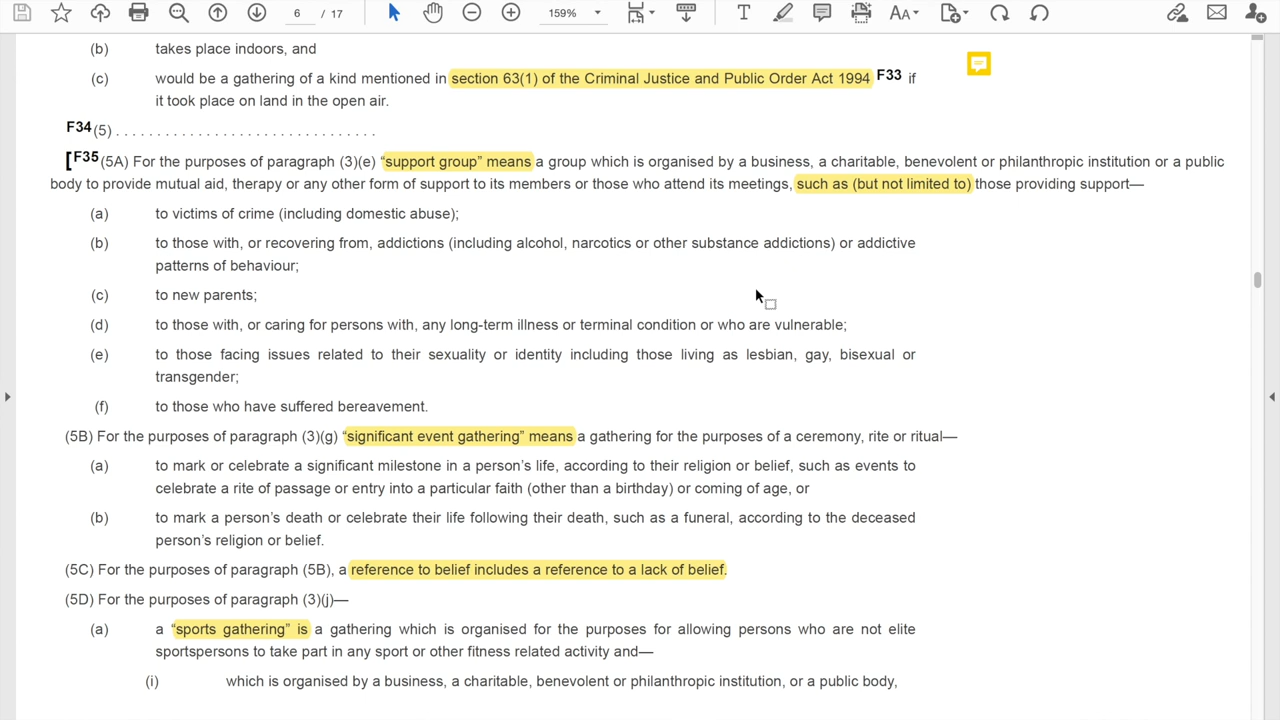 6 / 17 159%
(b) takes place indoors, and
(c) would be a gathering of a kind mentioned in section 63(1) of the Criminal Justice and Public Order Act 1994 F33 if
it took place on land in the open air.
F34(5) . . . . . . . . . . . . . . . . . . . . . . . . . . . . . . . .
[F35(5A) For the purposes of paragraph (3)(e) “support group” means a group which is organised by a business, a charitable, benevolent or philanthropic institution or a public
body to provide mutual aid, therapy or any other form of support to its members or those who attend its meetings, such as (but not limited to) those providing support—
(a) to victims of crime (including domestic abuse);
(b) to those with, or recovering from, addictions (including alcohol, narcotics or other substance addictions) or addictive
patterns of behaviour;
(c) to new parents;
(d) to those with, or caring for persons with, any long-term illness or terminal condition or who are vulnerable;
(e) to those facing issues related to their sexuality or identity including those living as lesbian, gay, bisexual or
transgender;
(f) to those who have suffered bereavement.
(5B) For the purposes of paragraph (3)(g) “significant event gathering” means a gathering for the purposes of a ceremony, rite or ritual—
(a) to mark or celebrate a significant milestone in a person’s life, according to their religion or belief, such as events to
celebrate a rite of passage or entry into a particular faith (other than a birthday) or coming of age, or
(b) to mark a person’s death or celebrate their life following their death, such as a funeral, according to the deceased
person’s religion or belief.
(5C) For the purposes of paragraph (5B), a reference to belief includes a reference to a lack of belief.
(5D) For the purposes of paragraph (3)(j)—
(a) a “sports gathering” is a gathering which is organised for the purposes for allowing persons who are not elite
sportspersons to take part in any sport or other fitness related activity and—
(i) which is organised by a business, a charitable, benevolent or philanthropic institution, or a public body,